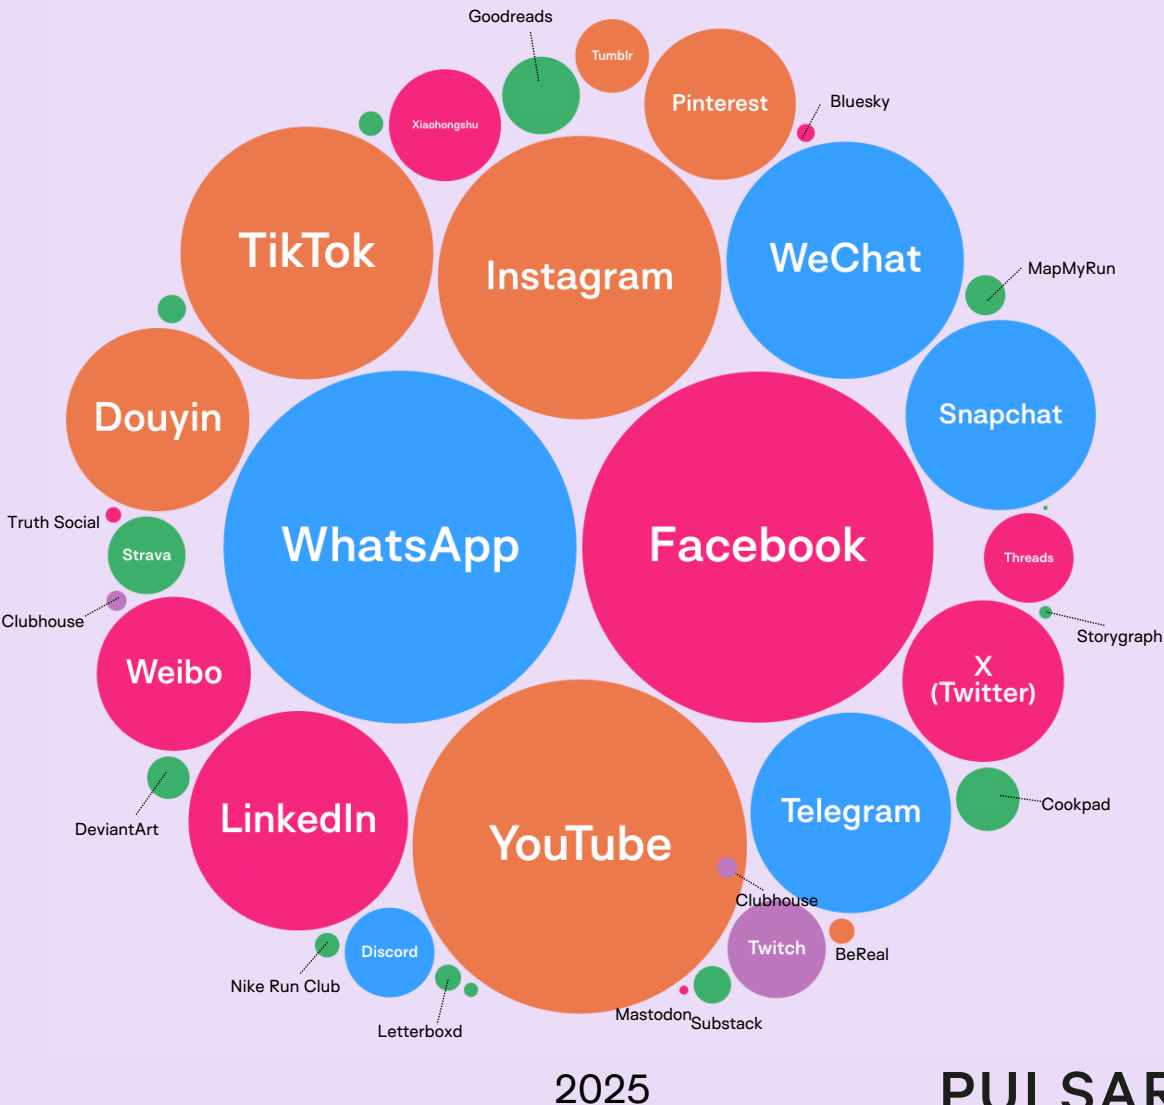 Goodreads
Tumblr
Pinterest
Bluesky
Xiaohongshu
TikTok
Instagram
WeChat
MapMyRun
Douyin
Snapchat
Truth Social
Strava
WhatsApp
Facebook
Threads
Clubhouse
Storygraph
Weibo
X
(Twitter)
DeviantArt
LinkedIn
YouTube
Telegram
Cookpad
Clubhouse
Discord
Twitch
BeReal
Nike Run Club
Letterboxd
Mastodon
Substack
2025
PULSAR